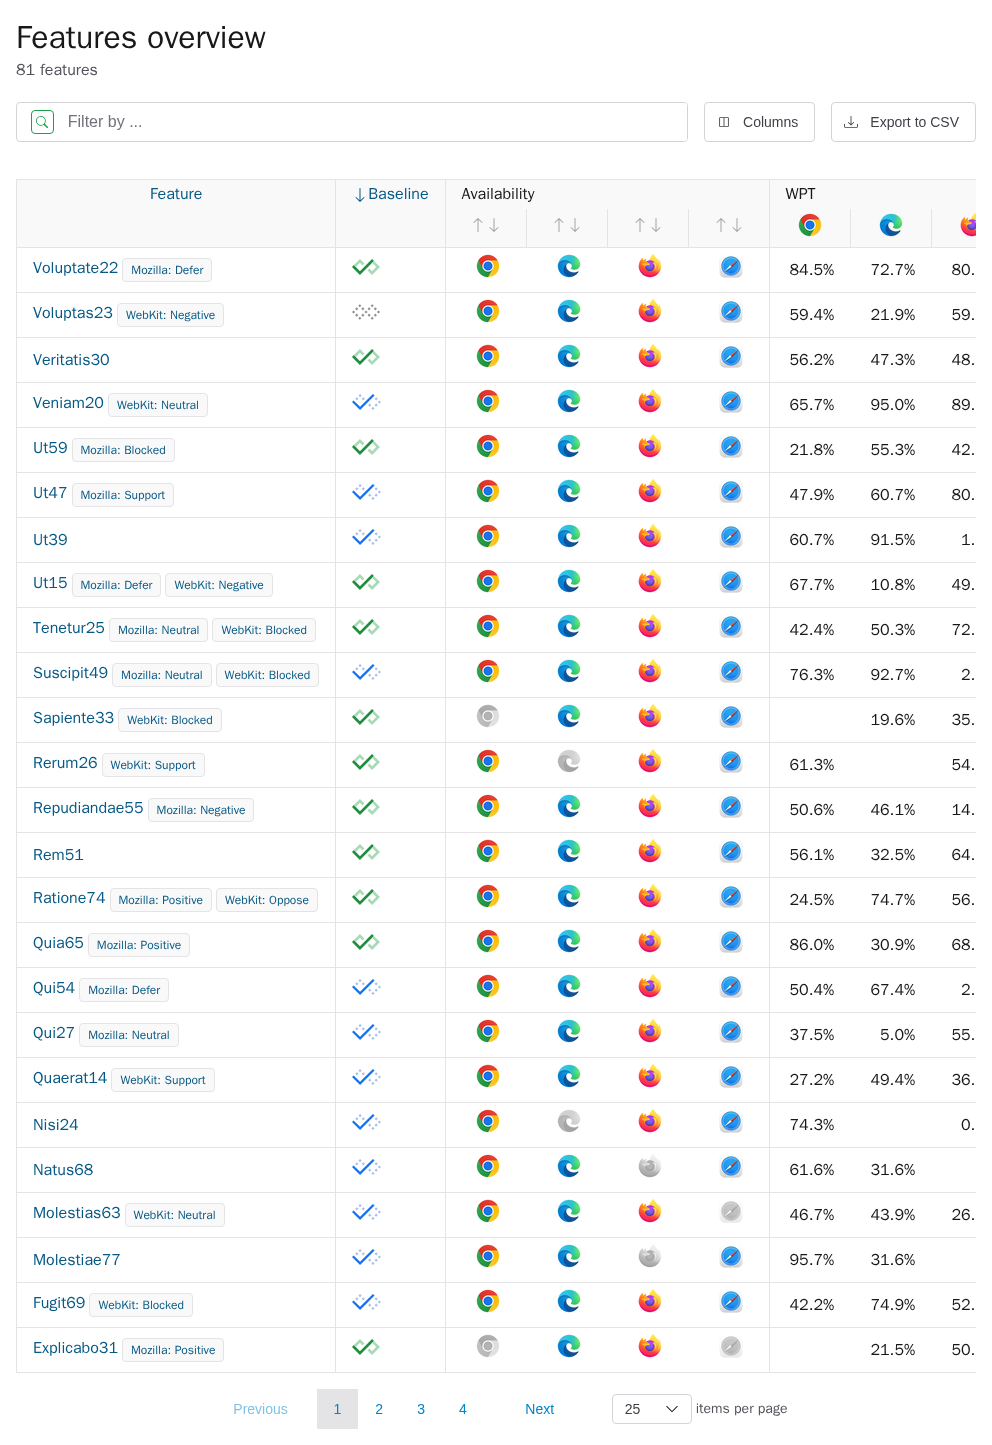 Features overview
81 features
Filter by ...
Columns
Export to CSV
Feature Baseline Availability WPT
Voluptate22 Mozilla: Defer 84.5% 72.7% 80.
Voluptas23 WebKit: Negative 59.4% 21.9% 59.
Veritatis30 56.2% 47.3% 48.
Veniam20 WebKit: Neutral 65.7% 95.0% 89.
Ut59 Mozilla: Blocked 21.8% 55.3% 42.
Ut47 Mozilla: Support 47.9% 60.7% 80.
Ut39 60.7% 91.5% 1.
Ut15 Mozilla: Defer WebKit: Negative 67.7% 10.8% 49.
Tenetur25 Mozilla: Neutral WebKit: Blocked 42.4% 50.3% 72.
Suscipit49 Mozilla: Neutral WebKit: Blocked 76.3% 92.7% 2.
Sapiente33 WebKit: Blocked 19.6% 35.
Rerum26 WebKit: Support 61.3% 54.
Repudiandae55 Mozilla: Negative 50.6% 46.1% 14.
Rem51 56.1% 32.5% 64.
Ratione74 Mozilla: Positive WebKit: Oppose 24.5% 74.7% 56.
Quia65 Mozilla: Positive 86.0% 30.9% 68.
Qui54 Mozilla: Defer 50.4% 67.4% 2.
Qui27 Mozilla: Neutral 37.5% 5.0% 55.
Quaerat14 WebKit: Support 27.2% 49.4% 36.
Nisi24 74.3% 0.
Natus68 61.6% 31.6%
Molestias63 WebKit: Neutral 46.7% 43.9% 26.
Molestiae77 95.7% 31.6%
Fugit69 WebKit: Blocked 42.2% 74.9% 52.
Explicabo31 Mozilla: Positive 21.5% 50.
Previous 1 2 3 4 Next 25 items per page